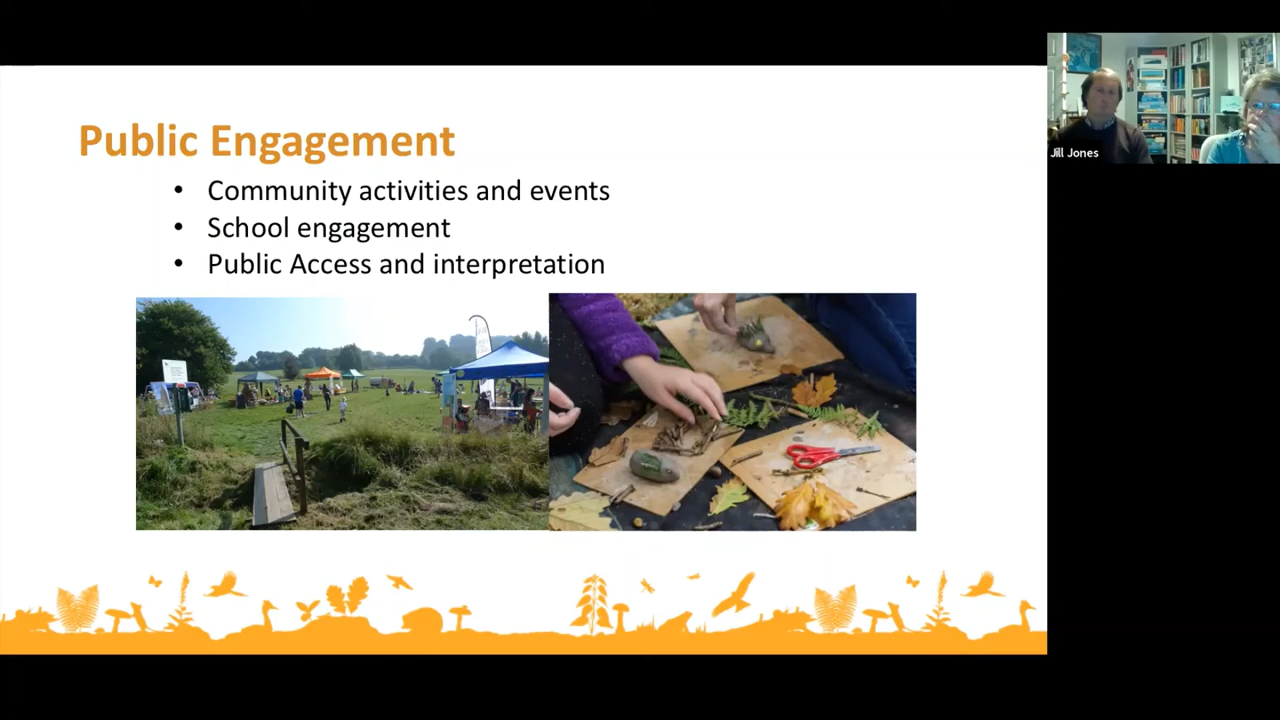 Public Engagement
• Community activities and events
• School engagement
• Public Access and interpretation
Jill Jones